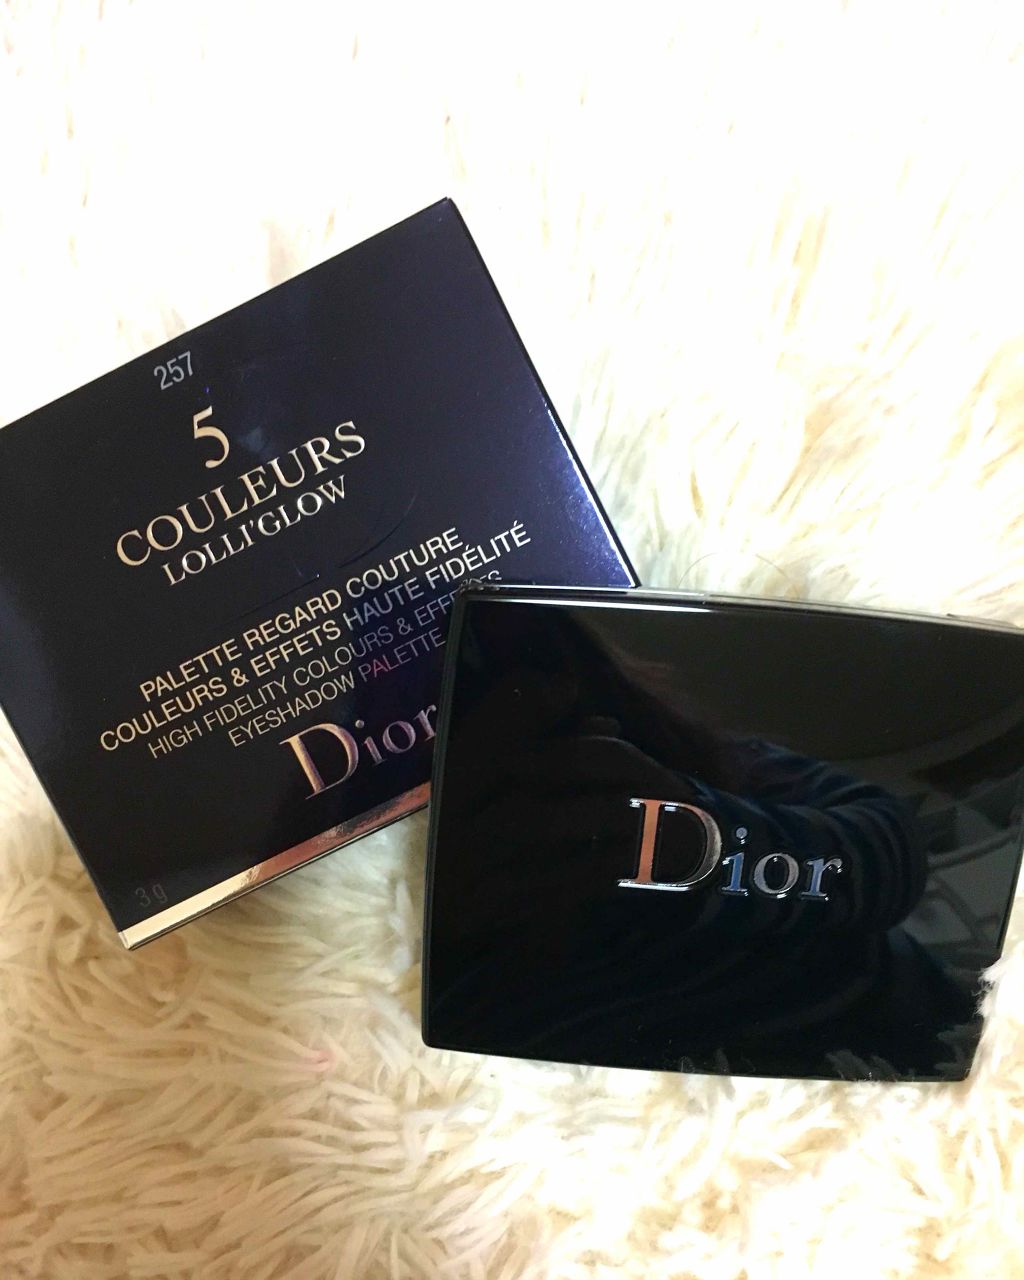 257
5
COULEURS
LOLLI'GLOW
PALETTE REGARD COUTURE
COULEURS & EFFETS HAUTE FIDÉLITÉ
HIGH FIDELITY COLOURS & EFFECTS
EYESHADOW PALETTE
Dior
3 g
Dior